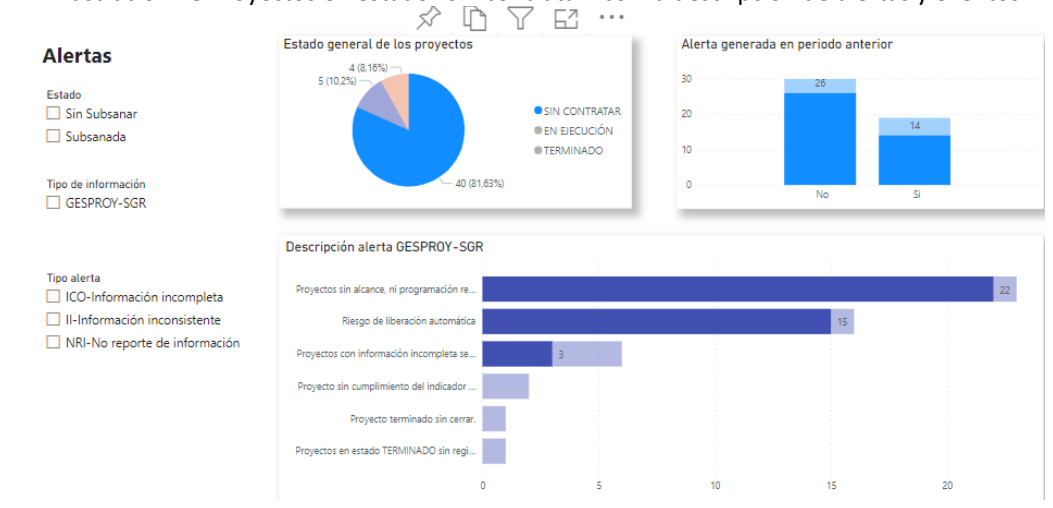 Alertas
Estado
Sin Subsanar
Subsanada
Tipo de información
GESPROY-SGR
Tipo alerta
ICO-Información incompleta
II-Información inconsistente
NRI-No reporte de información
Estado general de los proyectos
4 (8,16%)
5 (10,2%)
40 (81,63%)
SIN CONTRATAR
EN EJECUCIÓN
TERMINADO
Alerta generada en periodo anterior
30
20
10
0
26
14
No
Si
Descripción alerta GESPROY-SGR
Proyectos sin alcance, ni programación re...
22
Riesgo de liberación automática
15
Proyectos con información incompleta se...
3
Proyecto sin cumplimiento del indicador ...
Proyecto terminado sin cerrar.
Proyectos en estado TERMINADO sin regi...
0
5
10
15
20